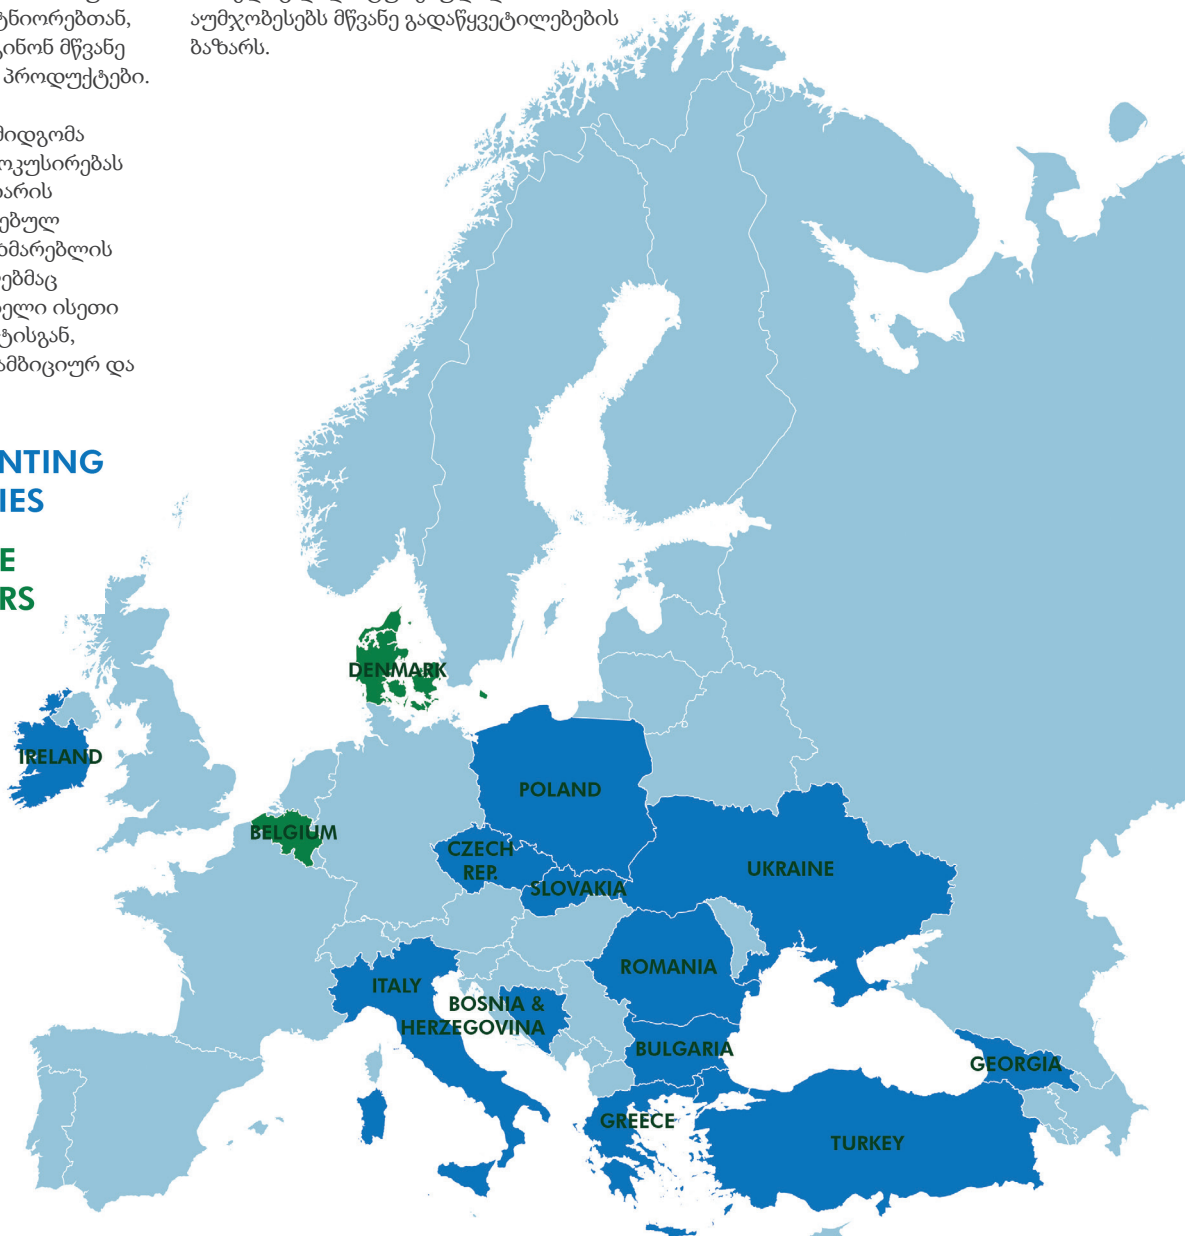 ტნიორებთან,
ინონ მწვანე
პროდუქტები.
მიდგომა
ოკუსირებას
არის
ებულ
ხმარებლის
ებმაც
ელი ისეთი
ტისგან,
ამბიციურ და
აუმჯობესებს მწვანე გადაწყვეტილებების
ბაზარს.
NTING
IES
E
RS
DENMARK
IRELAND
POLAND
BELGIUM
CZECH
REP.
SLOVAKIA
UKRAINE
ROMANIA
ITALY
BOSNIA &
HERZEGOVINA
BULGARIA
GEORGIA
GREECE
TURKEY